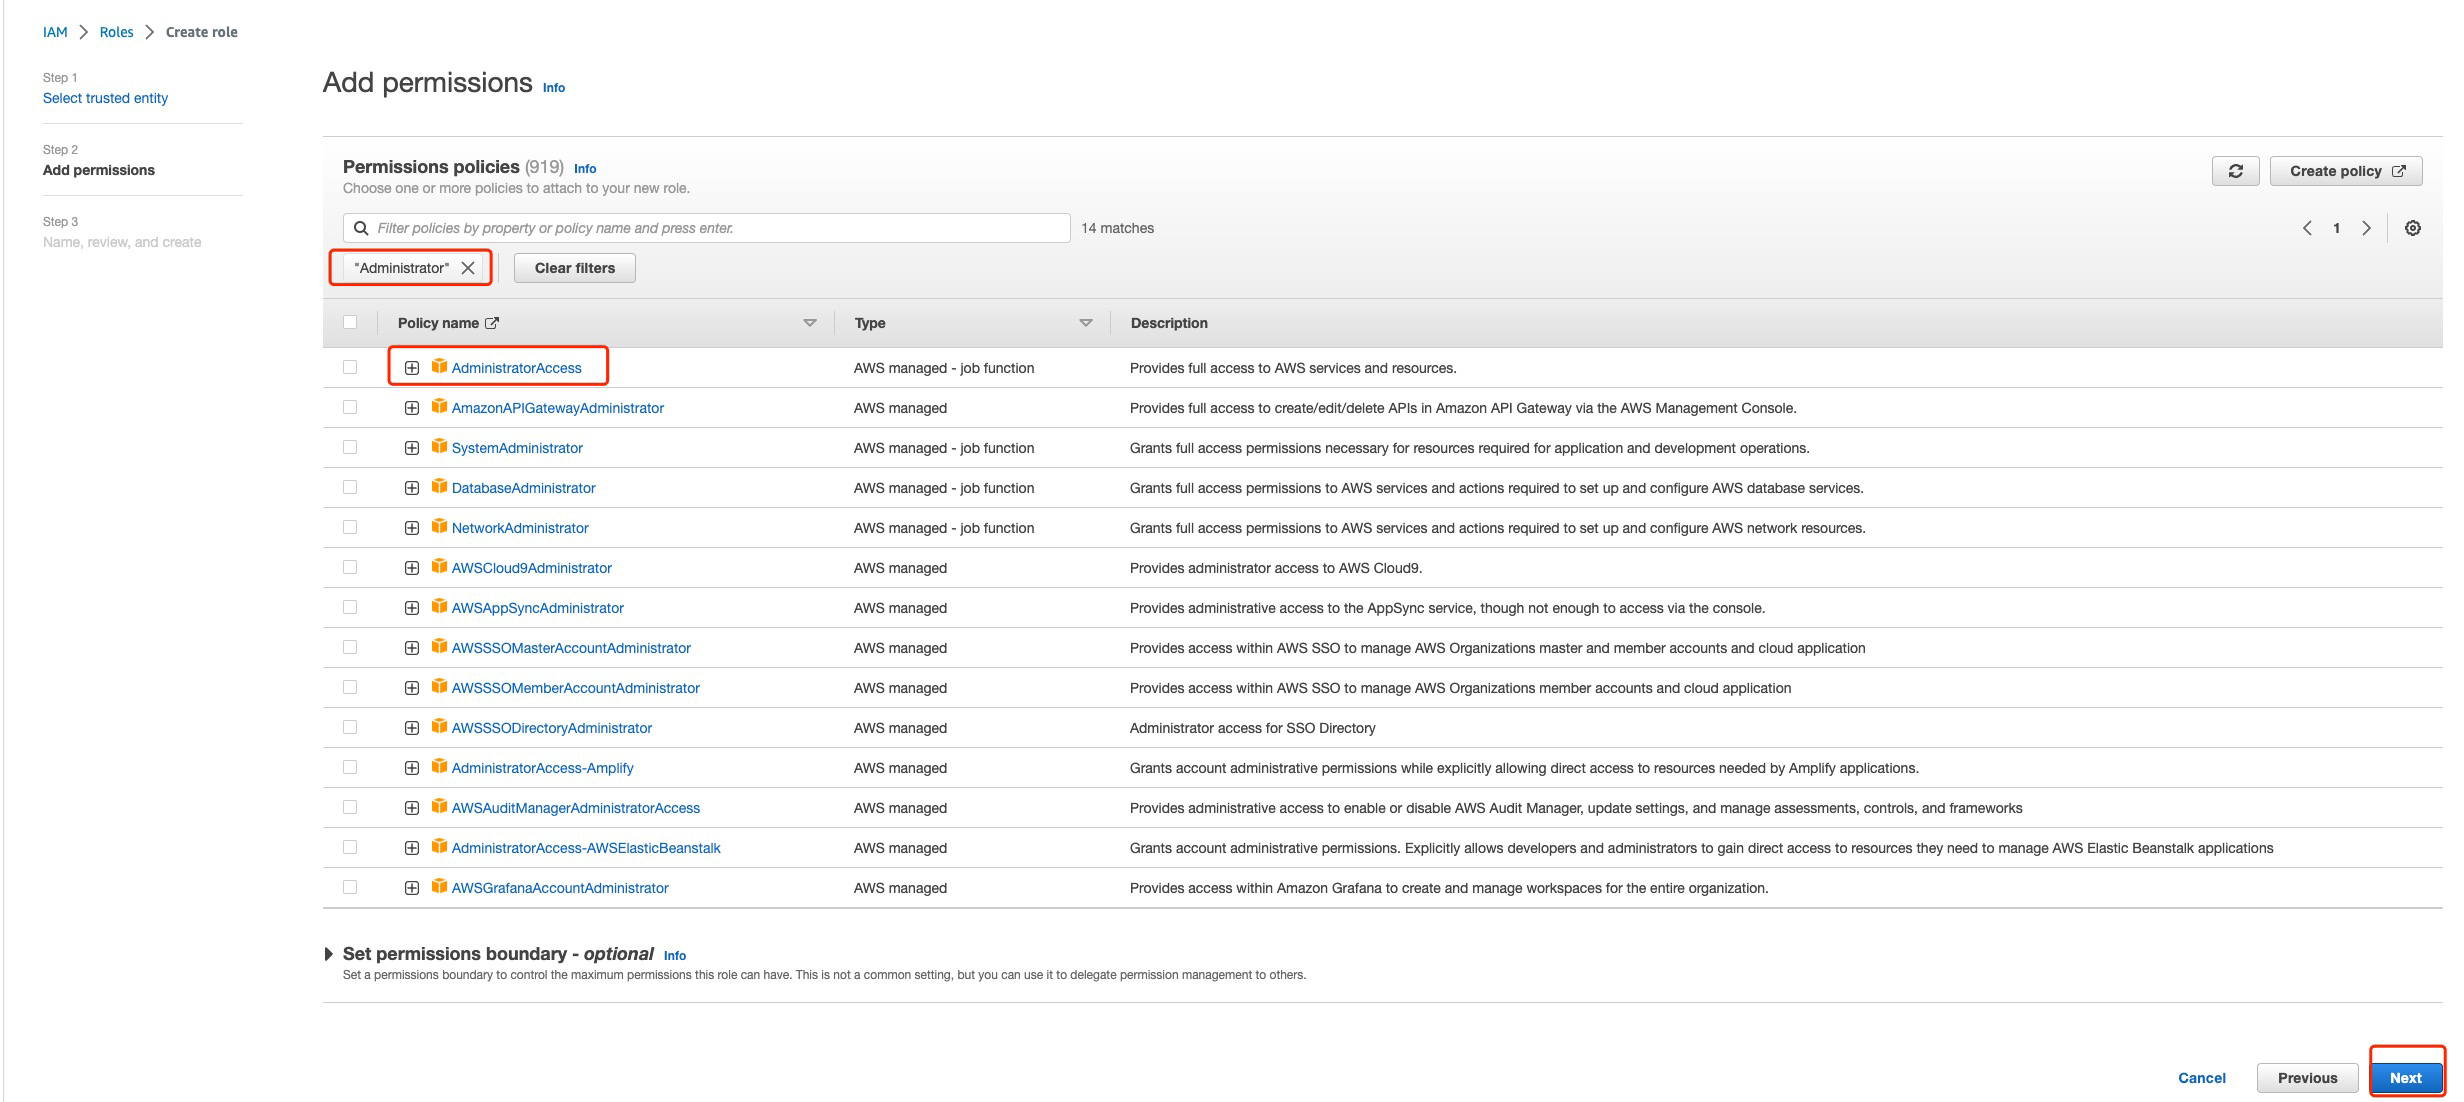 IAM > Roles > Create role
Step 1
Select trusted entity
Step 2
Add permissions
Step 3
Name, review, and create
Add permissions Info
Permissions policies (919) Info
Choose one or more policies to attach to your new role.
Create policy
Filter policies by property or policy name and press enter.
14 matches
1
"Administrator"
Clear filters
Policy name Type Description
AdministratorAccess AWS managed - job function Provides full access to AWS services and resources.
AmazonAPIGatewayAdministrator AWS managed Provides full access to create/edit/delete APIs in Amazon API Gateway via the AWS Management Console.
SystemAdministrator AWS managed - job function Grants full access permissions necessary for resources required for application and development operations.
DatabaseAdministrator AWS managed - job function Grants full access permissions to AWS services and actions required to set up and configure AWS database services.
NetworkAdministrator AWS managed - job function Grants full access permissions to AWS services and actions required to set up and configure AWS network resources.
AWSCloud9Administrator AWS managed Provides administrator access to AWS Cloud9.
AWSAppSyncAdministrator AWS managed Provides administrative access to the AppSync service, though not enough to access via the console.
AWSSSOMasterAccountAdministrator AWS managed Provides access within AWS SSO to manage AWS Organizations master and member accounts and cloud application
AWSSSOMemberAccountAdministrator AWS managed Provides access within AWS SSO to manage AWS Organizations member accounts and cloud application
AWSSSODirectoryAdministrator AWS managed Administrator access for SSO Directory
AdministratorAccess-Amplify AWS managed Grants account administrative permissions while explicitly allowing direct access to resources needed by Amplify applications.
AWSAuditManagerAdministratorAccess AWS managed Provides administrative access to enable or disable AWS Audit Manager, update settings, and manage assessments, controls, and frameworks
AdministratorAccess-AWSElasticBeanstalk AWS managed Grants account administrative permissions. Explicitly allows developers and administrators to gain direct access to resources they need to manage AWS Elastic Beanstalk applications
AWSGrafanaAccountAdministrator AWS managed Provides access within Amazon Grafana to create and manage workspaces for the entire organization.
Set permissions boundary - optional Info
Set a permissions boundary to control the maximum permissions this role can have. This is not a common setting, but you can use it to delegate permission management to others.
Cancel Previous Next